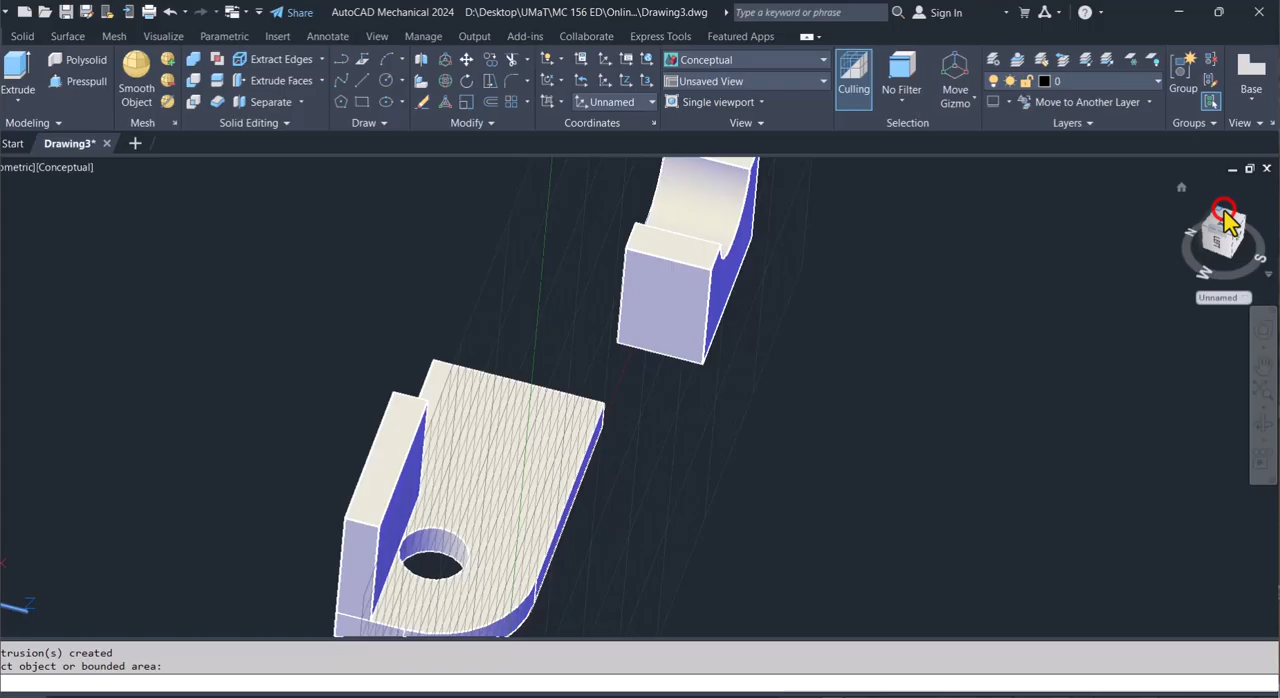 Share AutoCAD Mechanical 2024 D:\Desktop\UMaT\MC 156 ED\Onlin...\Drawing3.dwg Type a keyword or phrase Sign In
Solid Surface Mesh Visualize Parametric Insert Annotate View Manage Output Add-ins Collaborate Express Tools Featured Apps
Polysolid Extract Edges Conceptual 0
Presspull Extrude Faces Unsaved View
Extrude Smooth Object Separate Unnamed Single viewport Culling No Filter Move Gizmo Move to Another Layer Group Base
Modeling Mesh Solid Editing Draw Modify Coordinates View Selection Layers Groups View
Start Drawing3*
ometric][Conceptual]
N
LEFT
S
W
Unnamed
Z
trusion(s) created
ct object or bounded area: